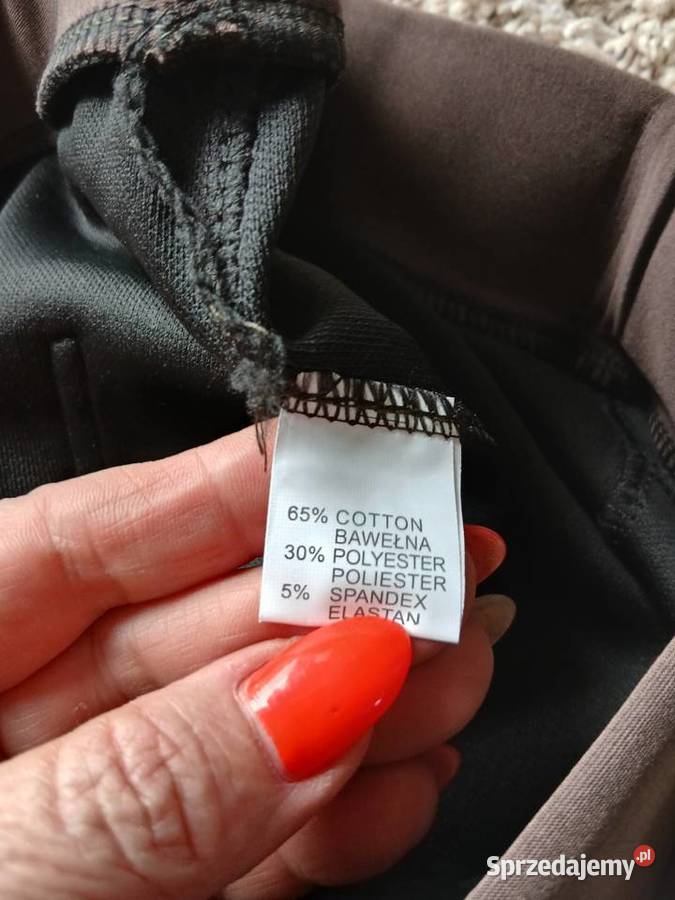 65% COTTON
BAWEŁNA
30% POLYESTER
POLIESTER
5% SPANDEX
ELASTAN
Sprzedajemy.pl